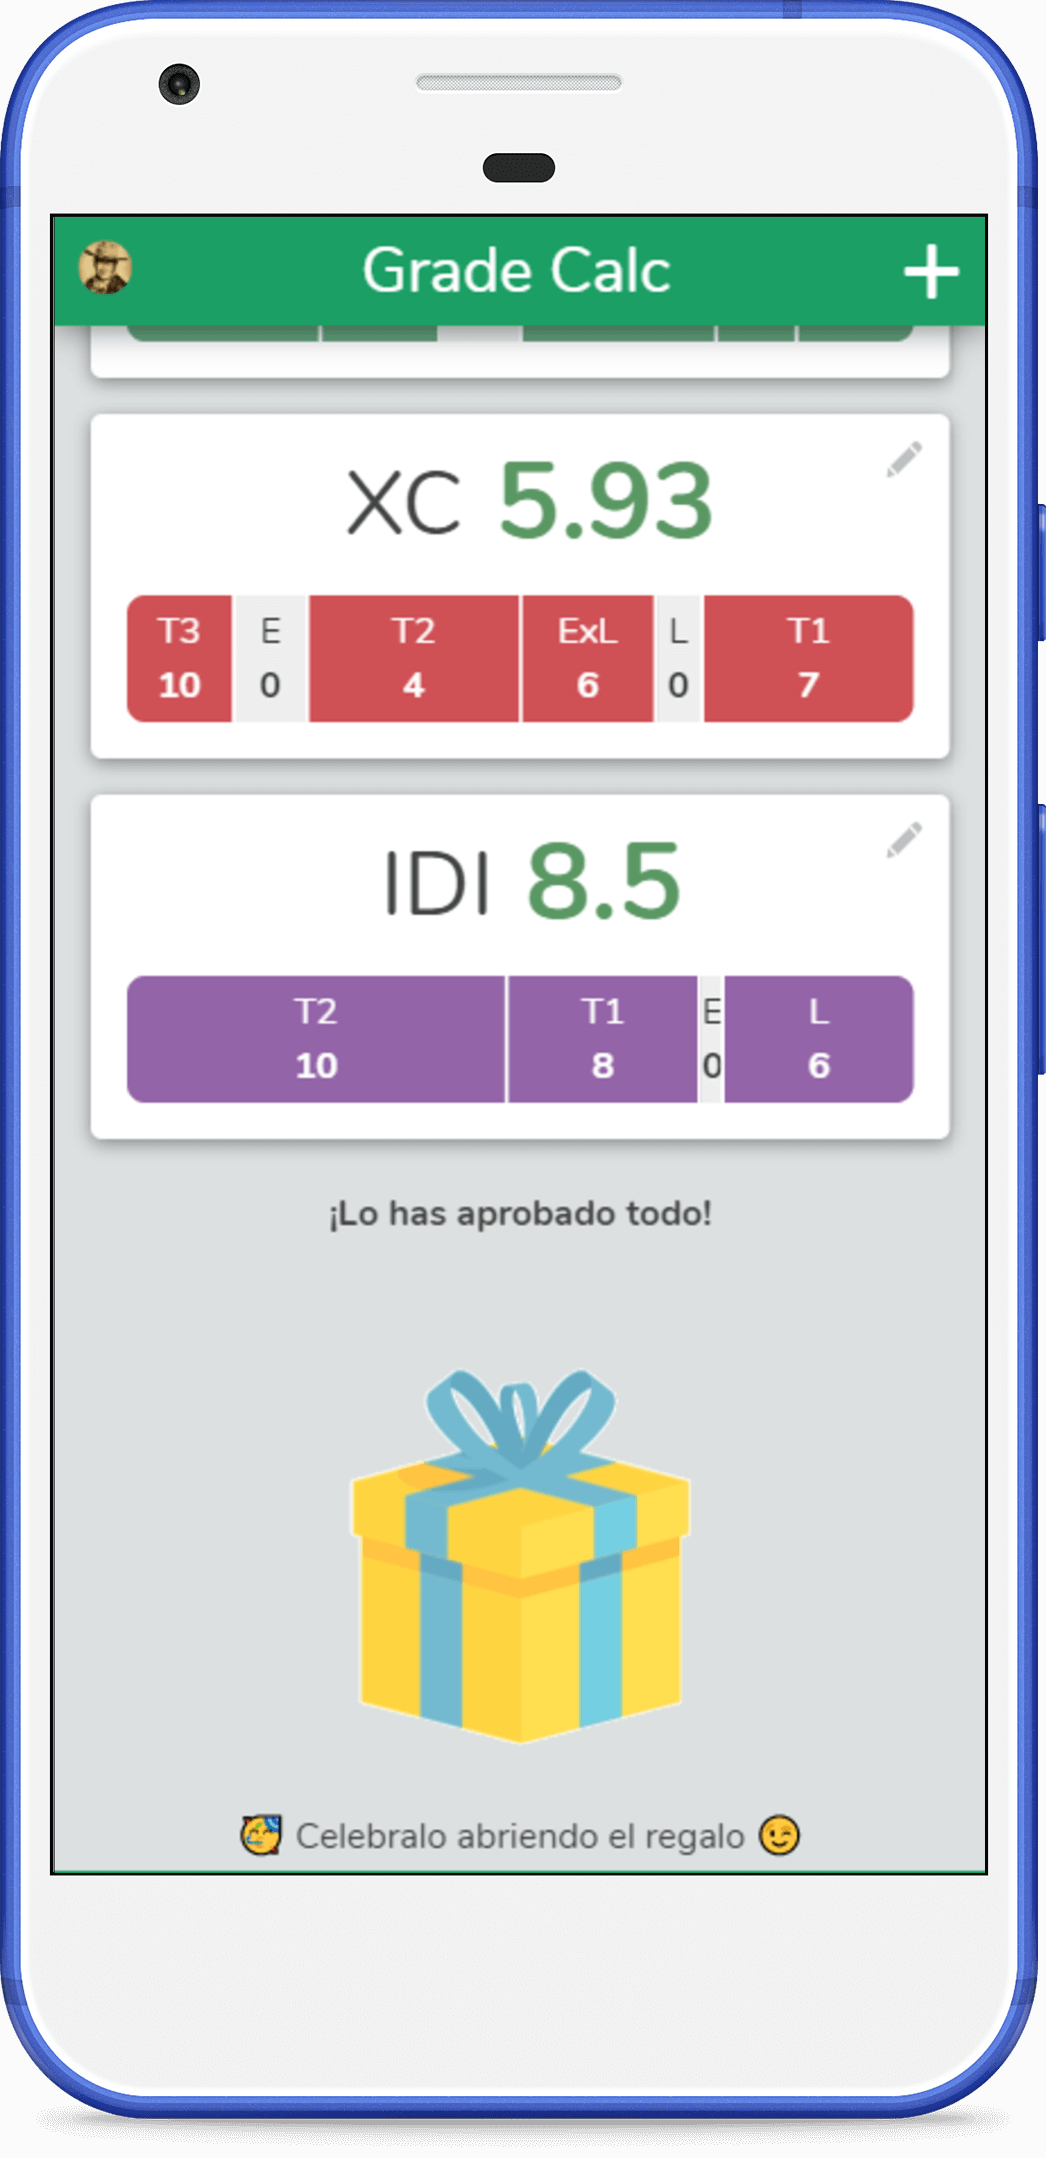 Grade Calc +
XC 5.93
T3 E T2 ExL L T1
10 0 4 6 0 7
IDI 8.5
T2 T1 E L
10 8 0 6
¡Lo has aprobado todo!
🥳 Celebralo abriendo el regalo 😉